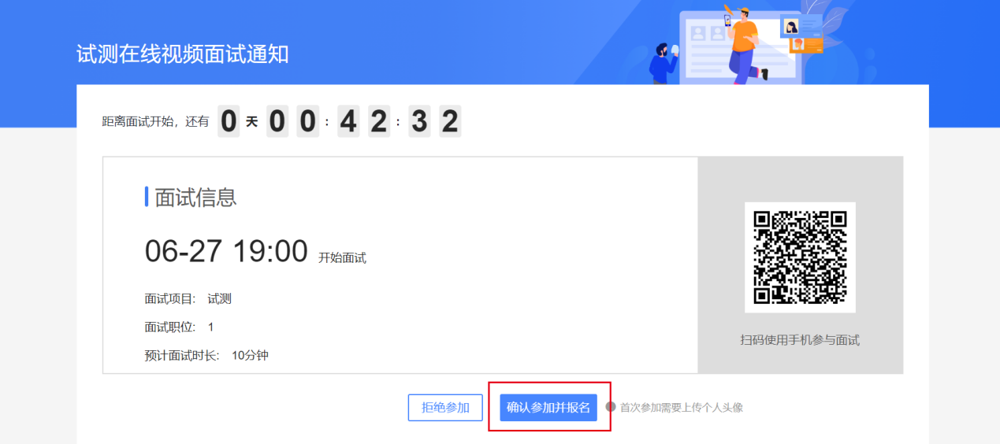 试测在线视频面试通知
距离面试开始，还有 0 天 0 0 : 4 2 : 3 2
面试信息
06-27 19:00 开始面试
面试项目: 试测
面试职位: 1
预计面试时长: 10分钟
扫码使用手机参与面试
拒绝参加 确认参加并报名 首次参加需要上传个人头像